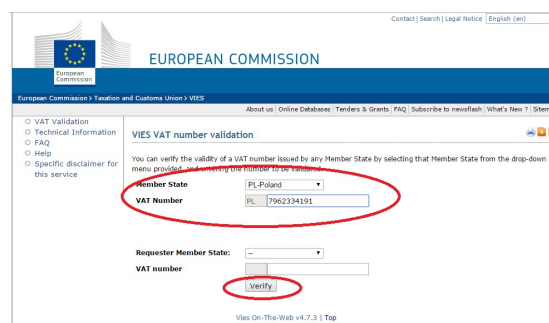 Contact | Search | Legal Notice English (en)
EUROPEAN COMMISSION
European
Commission
European Commission > Taxation and Customs Union > VIES
About us Online Databases Tenders & Grants FAQ Subscribe to newsflash What's New ? Sitem
VAT Validation
Technical Information
FAQ
Help
Specific disclaimer for
this service
VIES VAT number validation
You can verify the validity of a VAT number issued by any Member State by selecting that Member State from the drop-down
menu provided, and entering the number to be validated.
Member State PL-Poland
VAT Number PL 7962334191
Requester Member State: --
VAT number
Verify
Vies On-The-Web v4.7.3 | Top